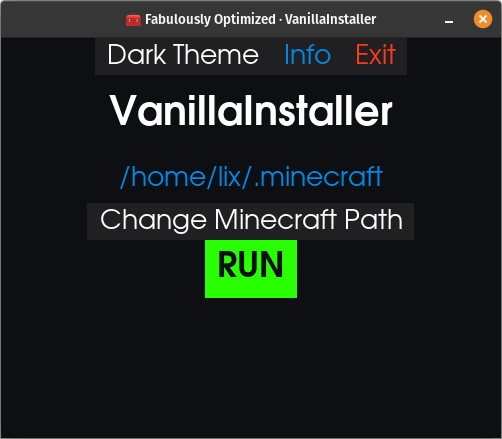 🧰 Fabulously Optimized · VanillaInstaller
Dark Theme Info Exit
VanillaInstaller
/home/lix/.minecraft
Change Minecraft Path
RUN